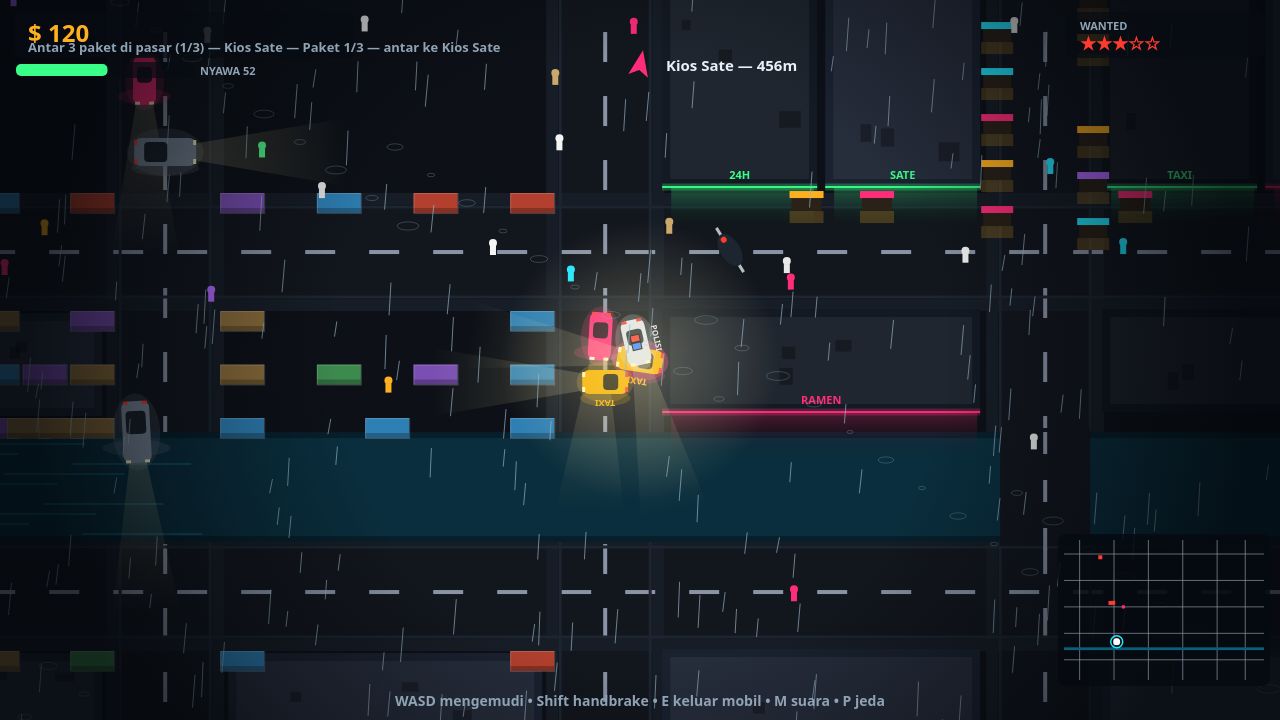 $ 120
Antar 3 paket di pasar (1/3) — Kios Sate — Paket 1/3 — antar ke Kios Sate
NYAWA 52
Kios Sate — 456m
WANTED
★★★☆☆
24H
SATE
TAXI
POLISI
TAXI
TAXI
RAMEN
WASD mengemudi • Shift handbrake • E keluar mobil • M suara • P jeda